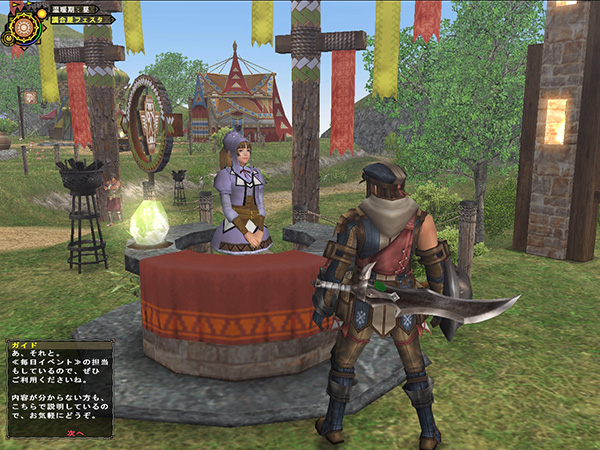 温暖期：昼
調合屋フェスタ
ガイド
あ、それと。
≪毎日イベント≫の担当
もしているので、ぜひ
ご利用くださいね。
内容が分からない方も、
こちらで説明しているの
で、お気軽にどうぞ。
次へ